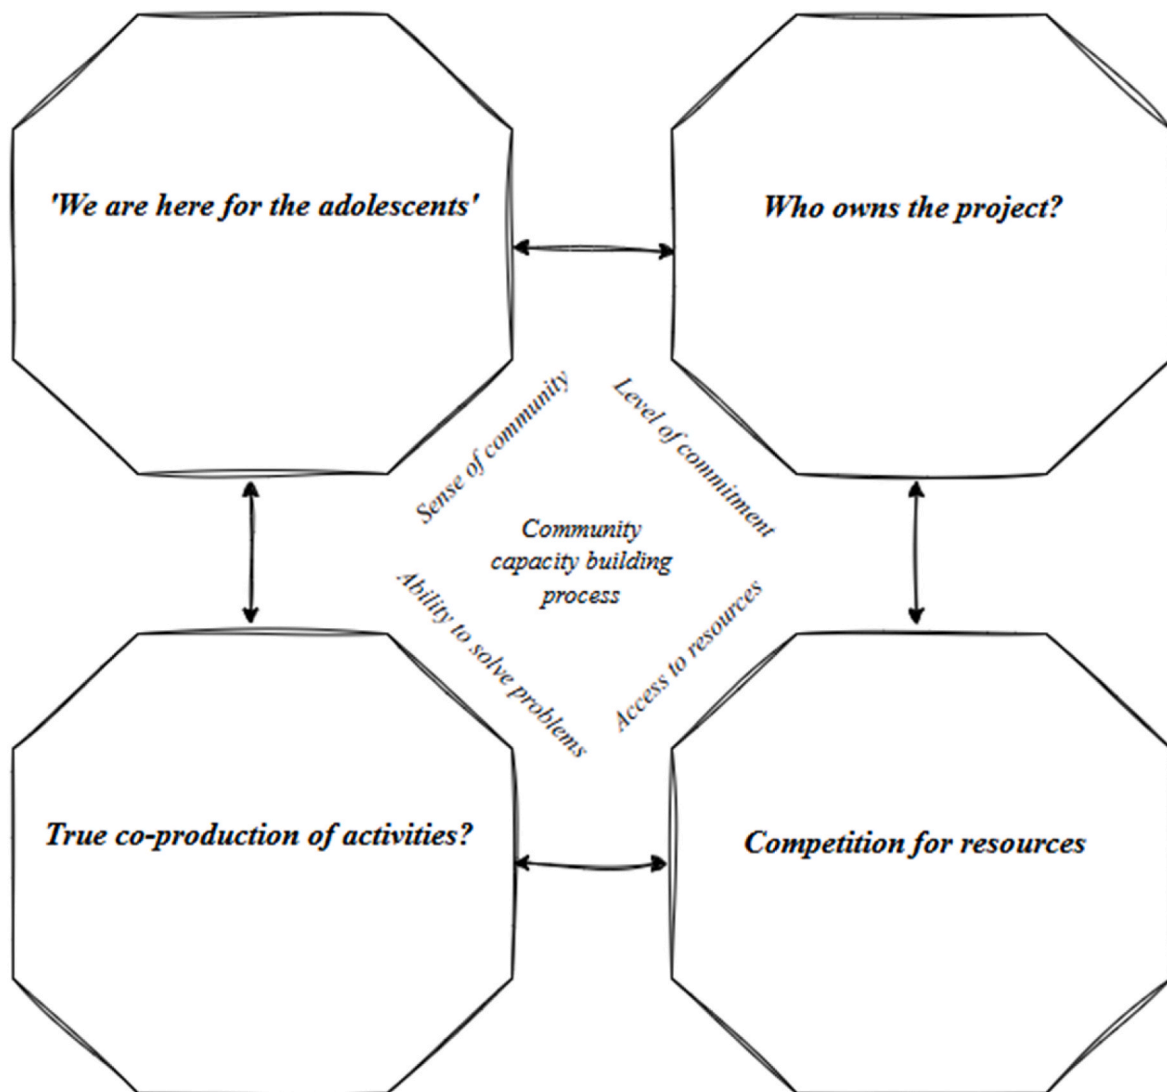 'We are here for the adolescents'
Who owns the project?
Sense of community
Level of commitment
Community
capacity building
process
Ability to solve problems
Access to resources
True co-production of activities?
Competition for resources